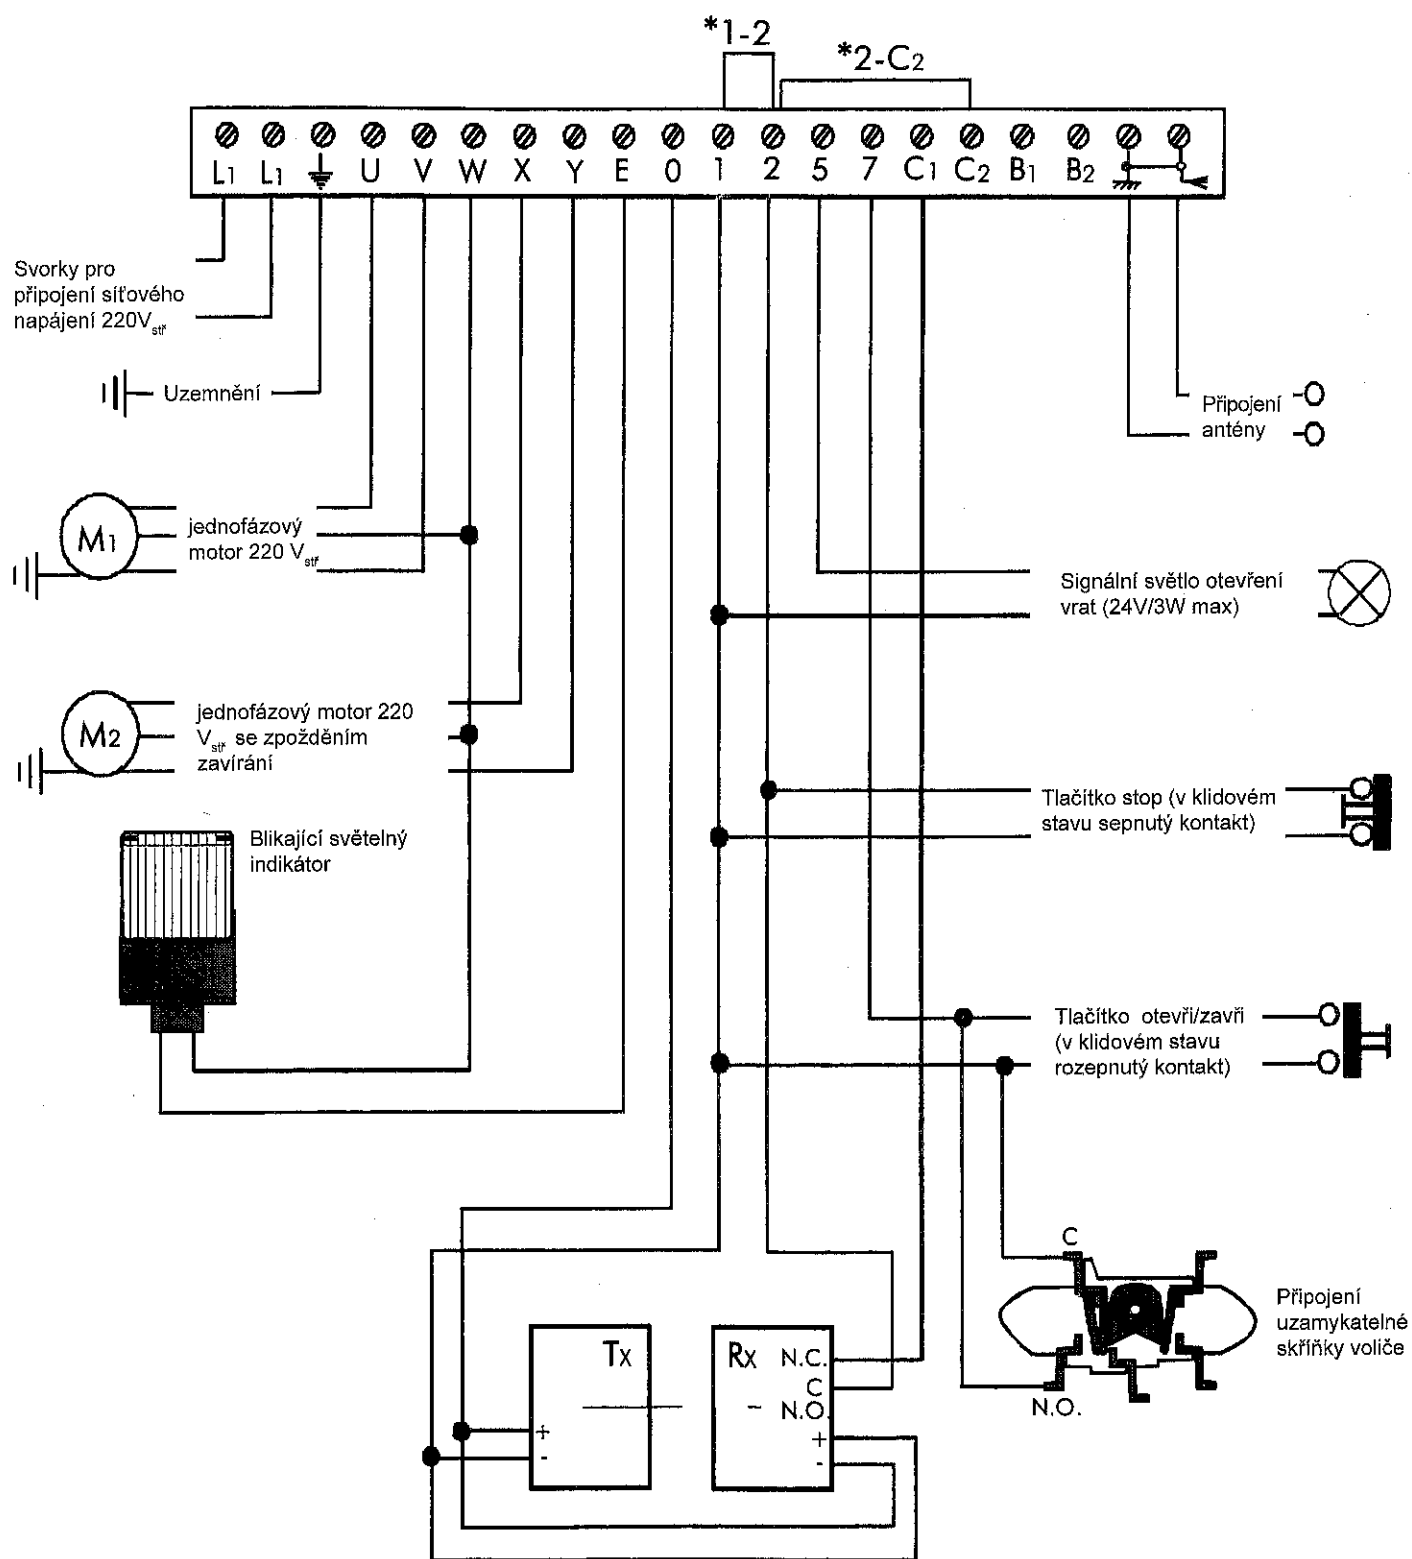 *1-2
*2-C2
L1 L1 U V W X Y E 0 1 2 5 7 C1 C2 B1 B2
Svorky pro
připojení síťového
napájení 220Vstř
Uzemnění
Připojení
antény
M1
jednofázový
motor 220 Vstř
Signální světlo otevření
vrat (24V/3W max)
M2
jednofázový motor 220
Vstř se zpožděním
zavírání
Tlačítko stop (v klidovém
stavu sepnutý kontakt)
Blikající světelný
indikátor
Tlačítko otevři/zavři
(v klidovém stavu
rozepnutý kontakt)
C
Připojení
uzamykatelné
skříňky voliče
N.O.
TX
+
-
RX
N.C.
C
N.O.
+
-